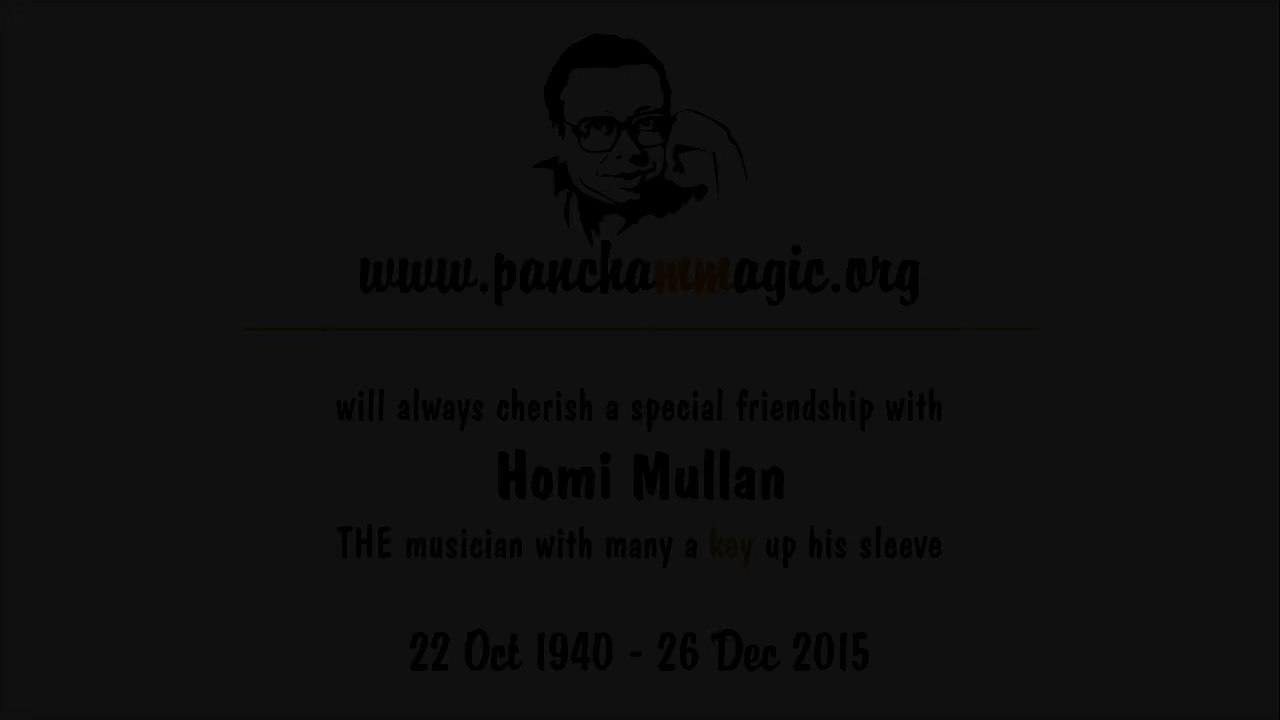 www.panchammagic.org
will always cherish a special friendship with
Homi Mullan
THE musician with many a key up his sleeve
22 Oct 1940 - 26 Dec 2015